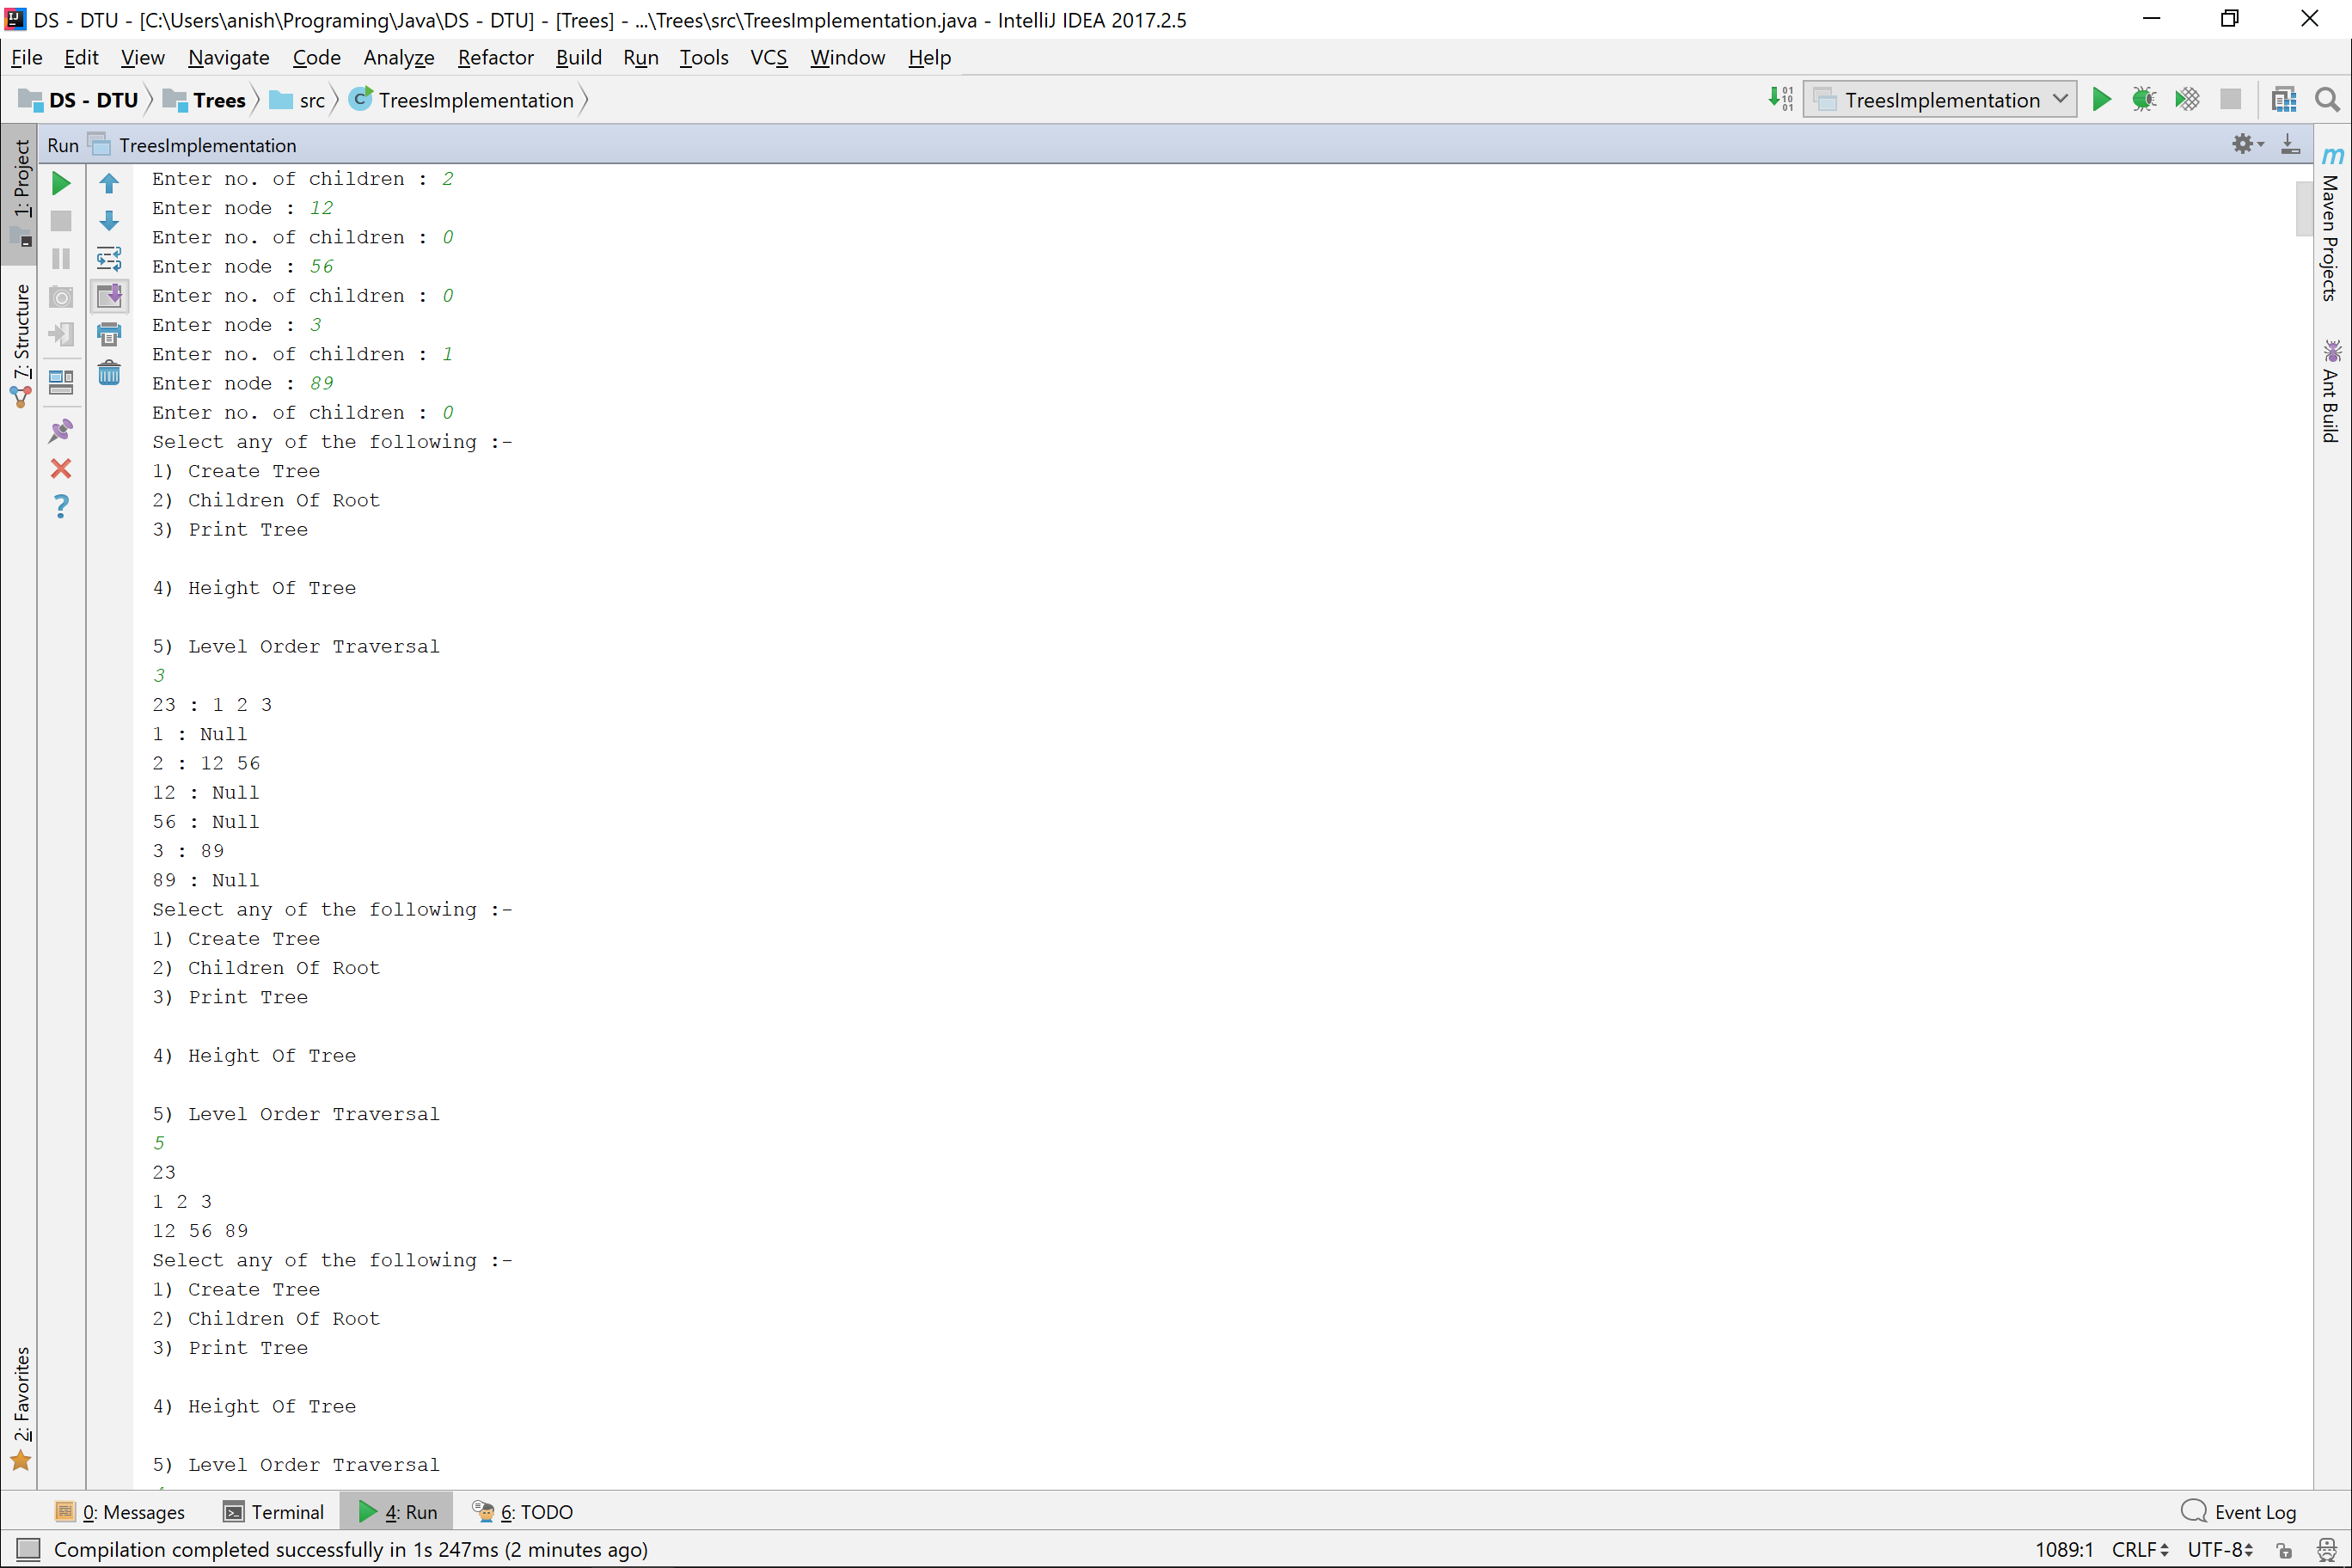 DS - DTU - [C:\Users\anish\Programing\Java\DS - DTU] - [Trees] - ...\Trees\src\TreesImplementation.java - IntelliJ IDEA 2017.2.5
File Edit View Navigate Code Analyze Refactor Build Run Tools VCS Window Help
DS - DTU Trees src TreesImplementation TreesImplementation
Run TreesImplementation
1: Project
7: Structure
2: Favorites
Maven Projects
Ant Build
Enter no. of children : 2
Enter node : 12
Enter no. of children : 0
Enter node : 56
Enter no. of children : 0
Enter node : 3
Enter no. of children : 1
Enter node : 89
Enter no. of children : 0
Select any of the following :-
1) Create Tree
2) Children Of Root
3) Print Tree
4) Height Of Tree
5) Level Order Traversal
3
23 : 1 2 3
1 : Null
2 : 12 56
12 : Null
56 : Null
3 : 89
89 : Null
Select any of the following :-
1) Create Tree
2) Children Of Root
3) Print Tree
4) Height Of Tree
5) Level Order Traversal
5
23
1 2 3
12 56 89
Select any of the following :-
1) Create Tree
2) Children Of Root
3) Print Tree
4) Height Of Tree
5) Level Order Traversal
0: Messages Terminal 4: Run 6: TODO Event Log
Compilation completed successfully in 1s 247ms (2 minutes ago) 1089:1 CRLF UTF-8